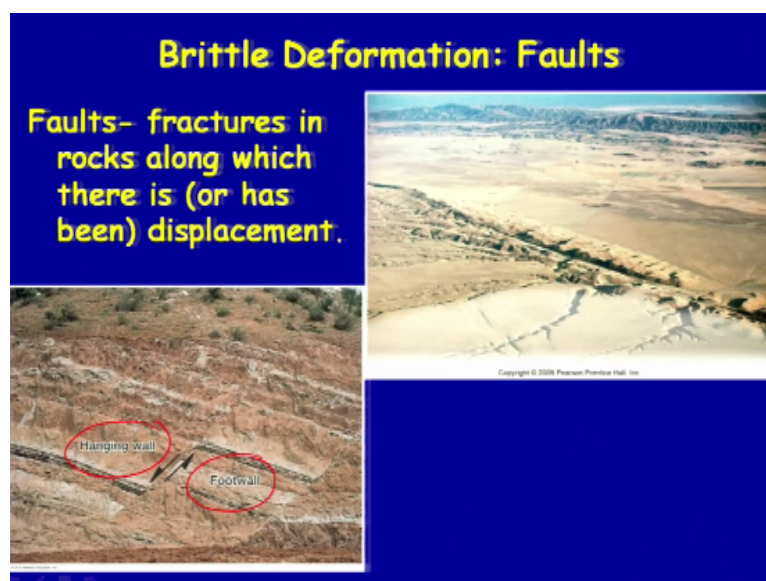 Brittle Deformation: Faults
Faults- fractures in
rocks along which
there is (or has
been) displacement.
Copyright © 2009 Pearson Prentice Hall, Inc.
Hanging wall
Footwall